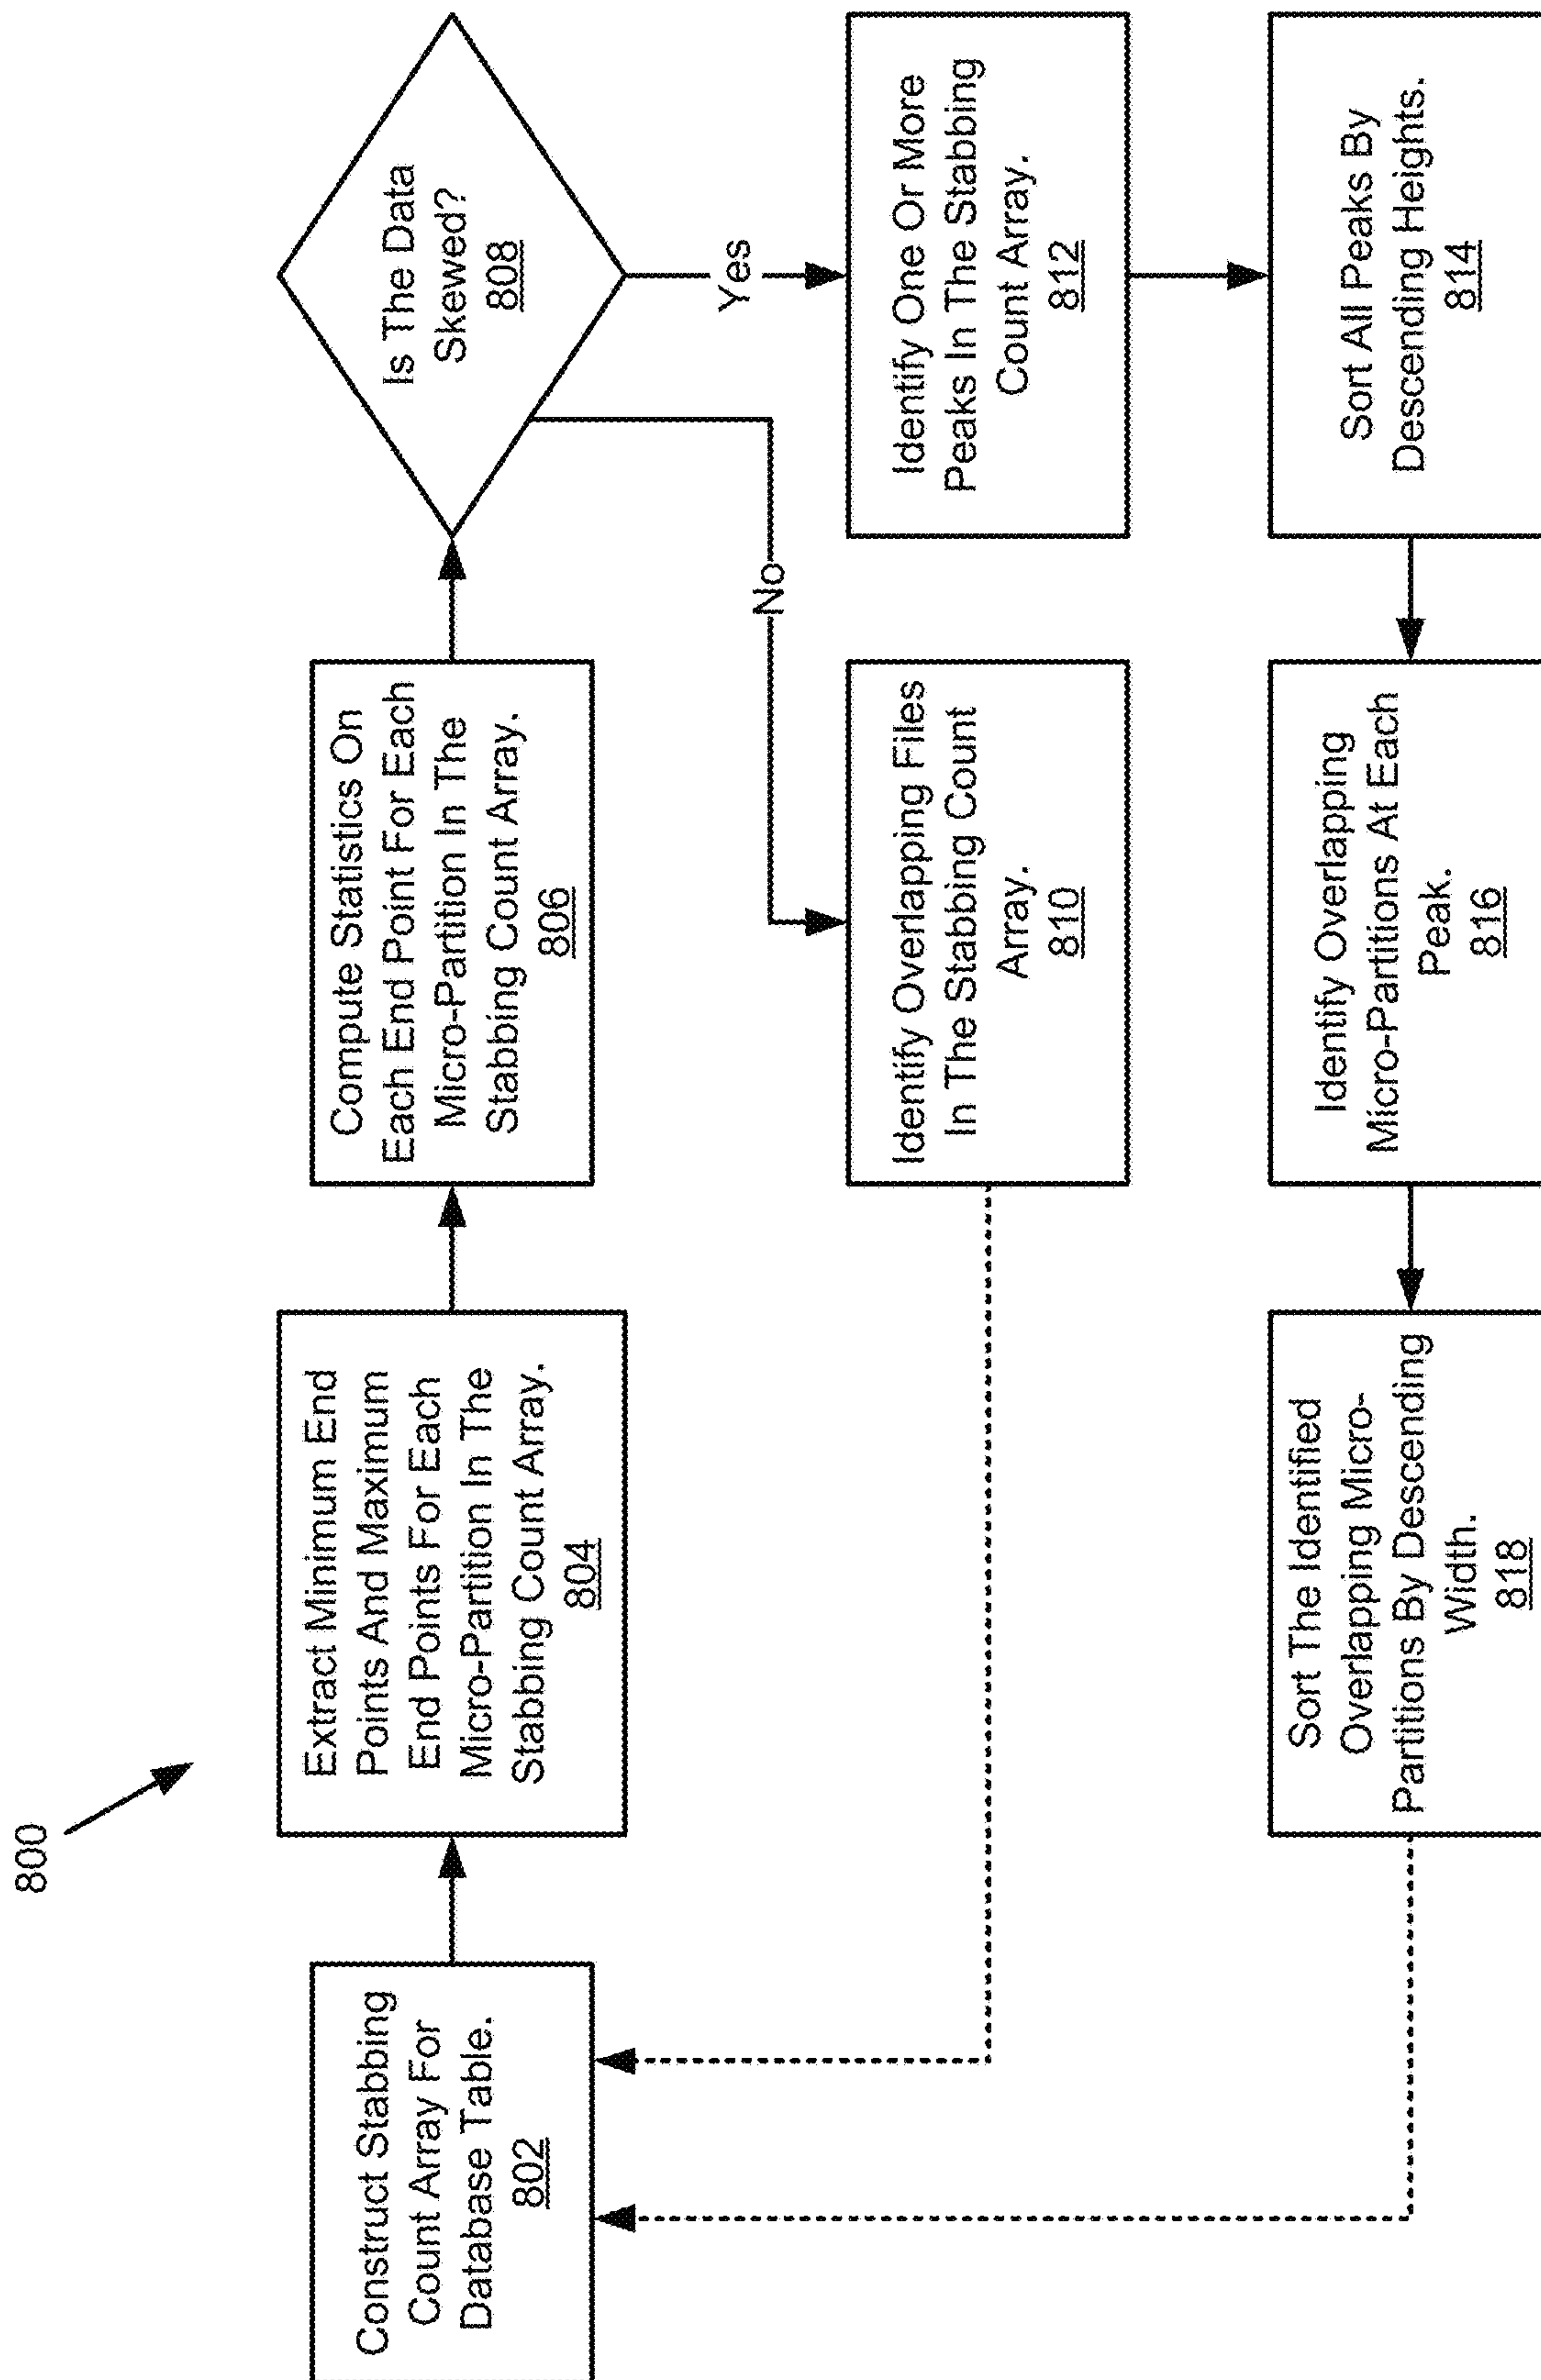 800
Construct Stabbing
Count Array For
Database Table.
802
Extract Minimum End
Points And Maximum
End Points For Each
Micro-Partition In The
Stabbing Count Array.
804
Compute Statistics On
Each End Point For Each
Micro-Partition In The
Stabbing Count Array.
806
Is The Data
Skewed?
808
No
Yes
Identify Overlapping Files
In The Stabbing Count
Array.
810
Identify One Or More
Peaks In The Stabbing
Count Array.
812
Sort All Peaks By
Descending Heights.
814
Identify Overlapping
Micro-Partitions At Each
Peak.
816
Sort The Identified
Overlapping Micro-
Partitions By Descending
Width.
818